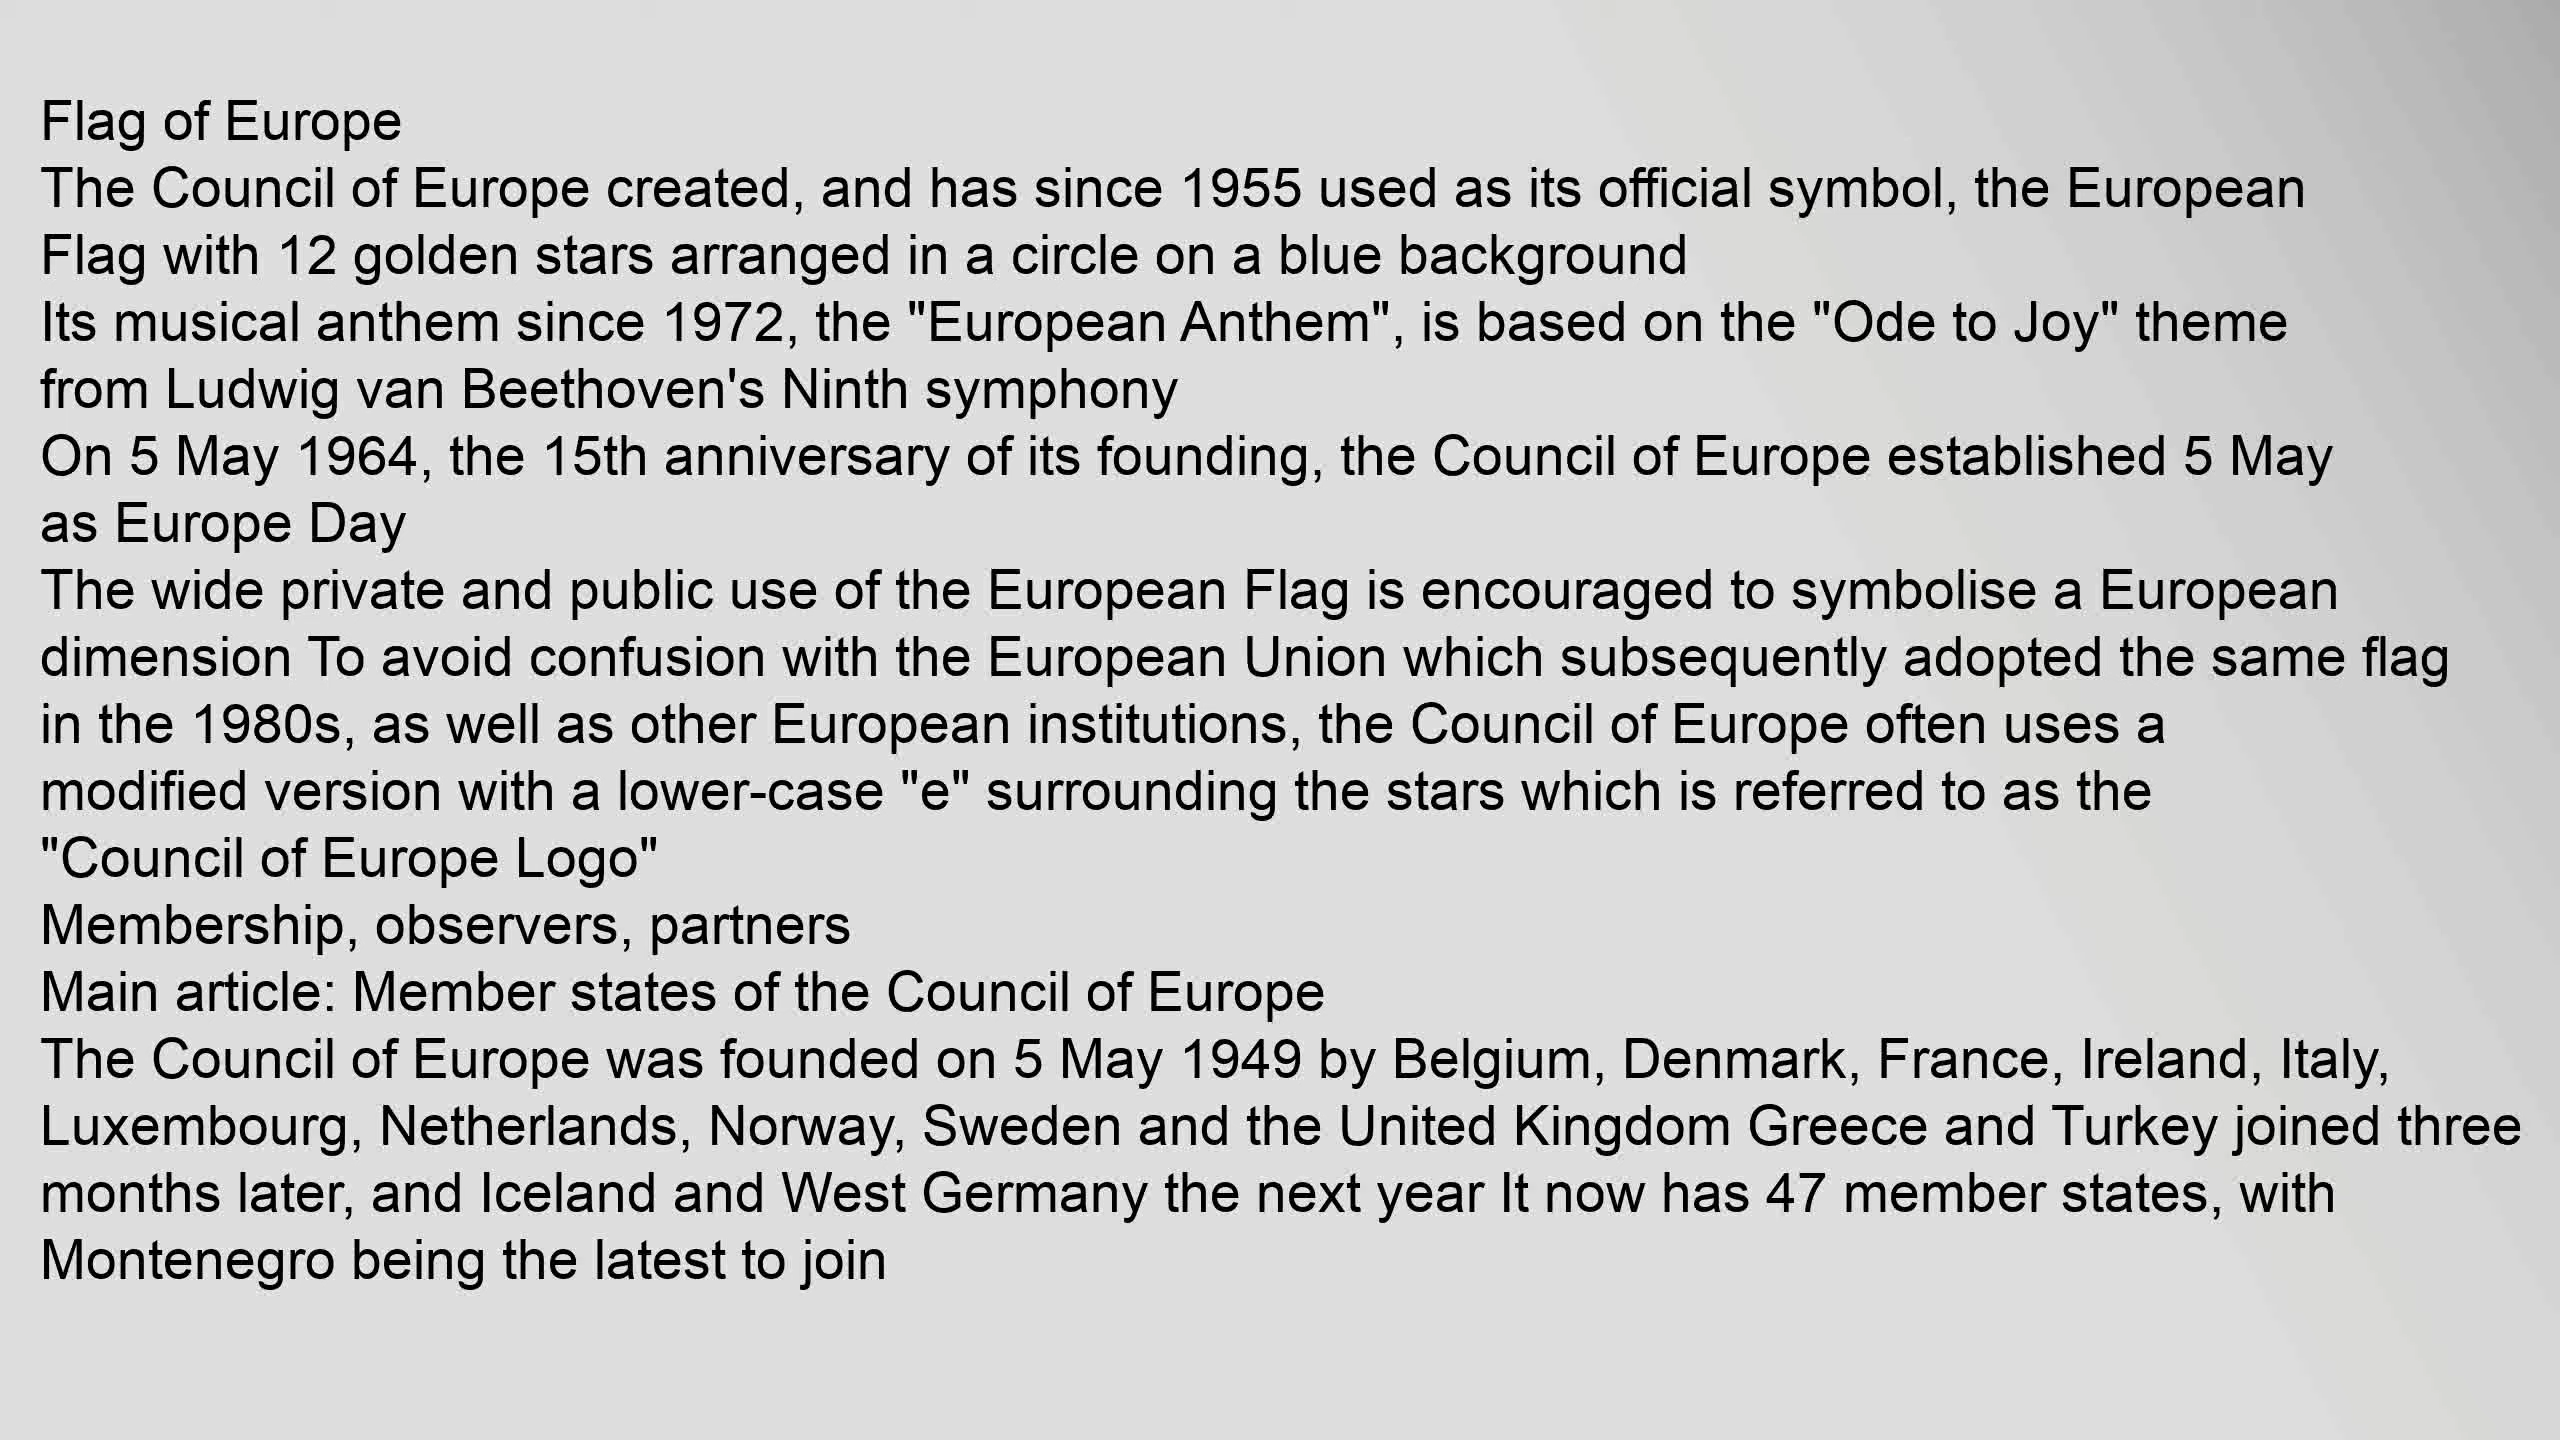 Flag of Europe
The Council of Europe created, and has since 1955 used as its official symbol, the European
Flag with 12 golden stars arranged in a circle on a blue background
Its musical anthem since 1972, the "European Anthem", is based on the "Ode to Joy" theme
from Ludwig van Beethoven's Ninth symphony
On 5 May 1964, the 15th anniversary of its founding, the Council of Europe established 5 May
as Europe Day
The wide private and public use of the European Flag is encouraged to symbolise a European
dimension To avoid confusion with the European Union which subsequently adopted the same flag
in the 1980s, as well as other European institutions, the Council of Europe often uses a
modified version with a lower-case "e" surrounding the stars which is referred to as the
"Council of Europe Logo"
Membership, observers, partners
Main article: Member states of the Council of Europe
The Council of Europe was founded on 5 May 1949 by Belgium, Denmark, France, Ireland, Italy,
Luxembourg, Netherlands, Norway, Sweden and the United Kingdom Greece and Turkey joined three
months later, and Iceland and West Germany the next year It now has 47 member states, with
Montenegro being the latest to join